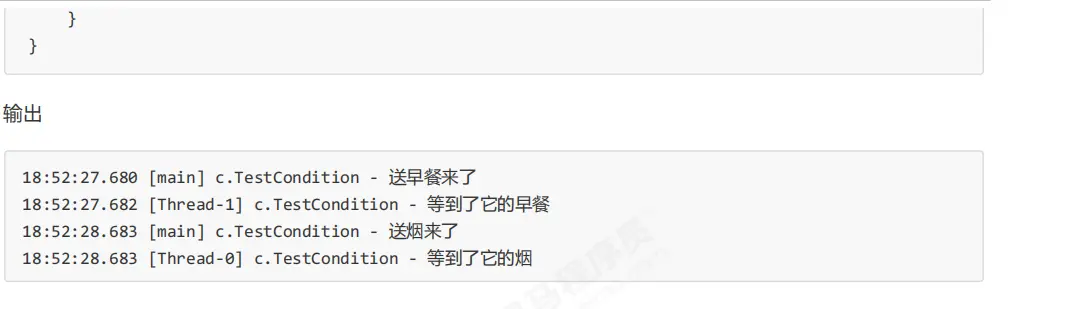 }
}
输出
18:52:27.680 [main] c.TestCondition - 送早餐来了
18:52:27.682 [Thread-1] c.TestCondition - 等到了它的早餐
18:52:28.683 [main] c.TestCondition - 送烟来了
18:52:28.683 [Thread-0] c.TestCondition - 等到了它的烟